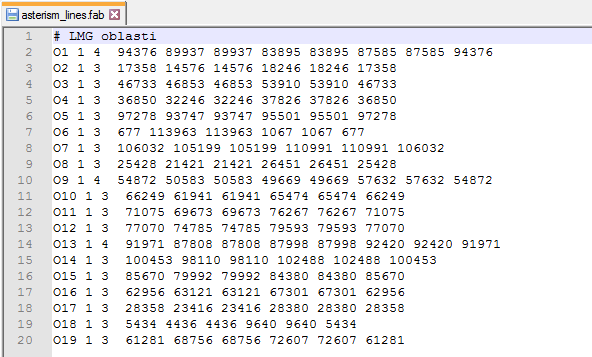 asterism_lines.fab
1 # LMG oblasti
2 O1 1 4 94376 89937 89937 83895 83895 87585 87585 94376
3 O2 1 3 17358 14576 14576 18246 18246 17358
4 O3 1 3 46733 46853 46853 53910 53910 46733
5 O4 1 3 36850 32246 32246 37826 37826 36850
6 O5 1 3 97278 93747 93747 95501 95501 97278
7 O6 1 3 677 113963 113963 1067 1067 677
8 O7 1 3 106032 105199 105199 110991 110991 106032
9 O8 1 3 25428 21421 21421 26451 26451 25428
10 O9 1 4 54872 50583 50583 49669 49669 57632 57632 54872
11 O10 1 3 66249 61941 61941 65474 65474 66249
12 O11 1 3 71075 69673 69673 76267 76267 71075
13 O12 1 3 77070 74785 74785 79593 79593 77070
14 O13 1 4 91971 87808 87808 87998 87998 92420 92420 91971
15 O14 1 3 100453 98110 98110 102488 102488 100453
16 O15 1 3 85670 79992 79992 84380 84380 85670
17 O16 1 3 62956 63121 63121 67301 67301 62956
18 O17 1 3 28358 23416 23416 28380 28380 28358
19 O18 1 3 5434 4436 4436 9640 9640 5434
20 O19 1 3 61281 68756 68756 72607 72607 61281